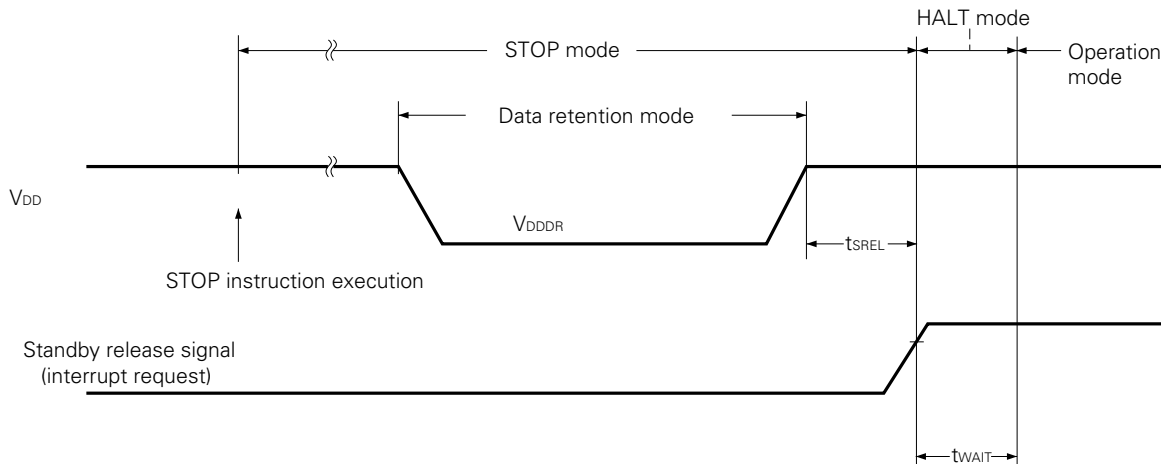 HALT mode
STOP mode
Operation
mode
Data retention mode
VDD
VDDDR
tSREL
STOP instruction execution
Standby release signal
(interrupt request)
tWAIT